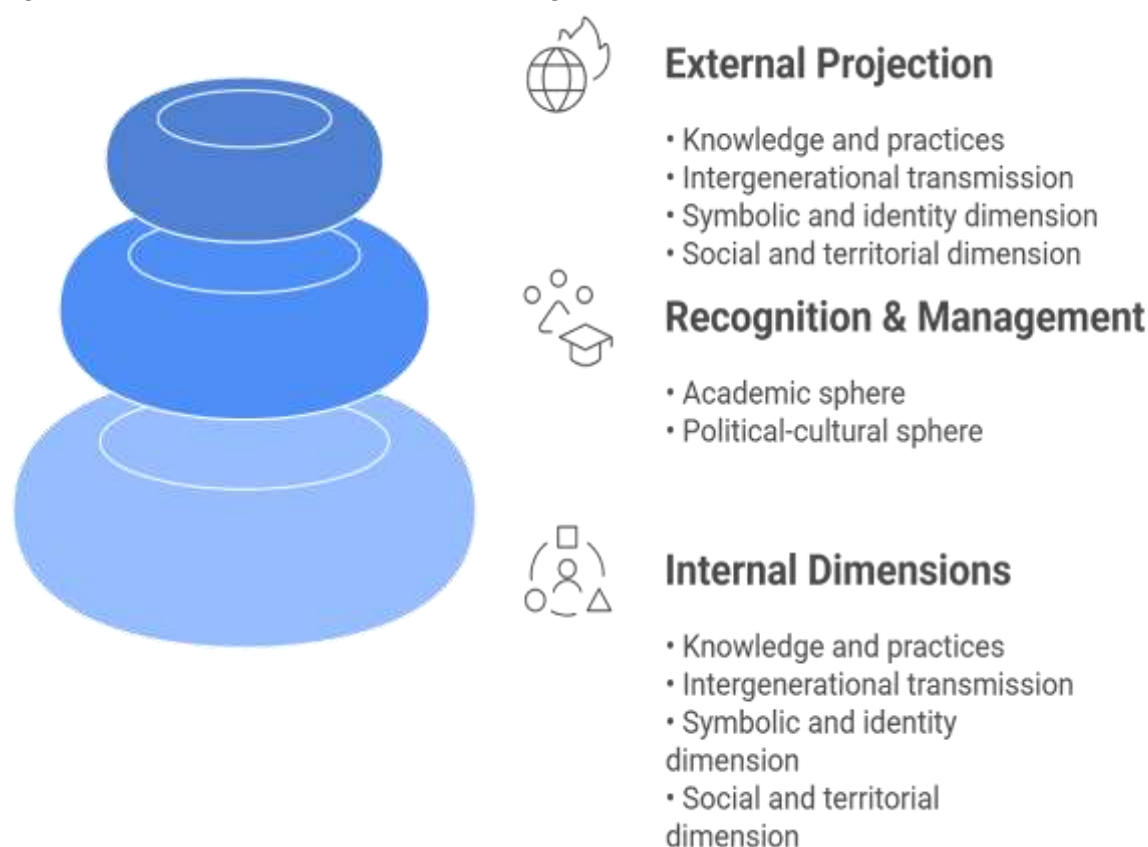 External Projection
• Knowledge and practices
• Intergenerational transmission
• Symbolic and identity dimension
• Social and territorial dimension
Recognition & Management
• Academic sphere
• Political-cultural sphere
Internal Dimensions
• Knowledge and practices
• Intergenerational transmission
• Symbolic and identity
dimension
• Social and territorial
dimension